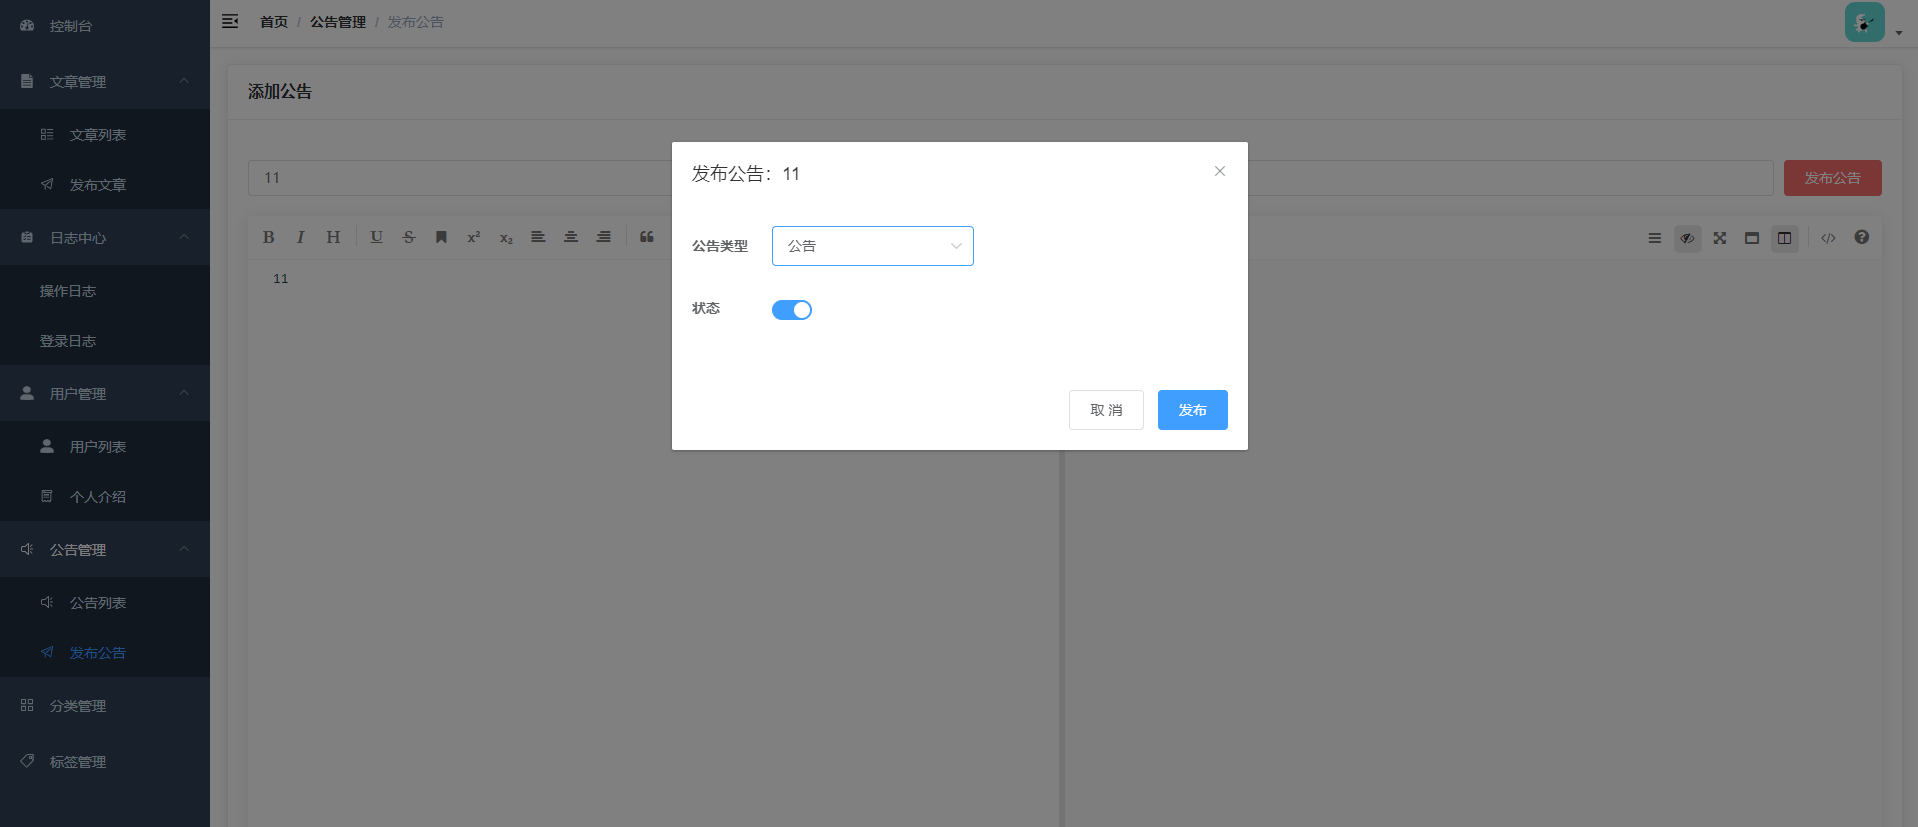 控制台
文章管理
文章列表
发布文章
日志中心
操作日志
登录日志
用户管理
用户列表
个人介绍
公告管理
公告列表
发布公告
分类管理
标签管理
首页 / 公告管理 / 发布公告
添加公告
11
发布公告
B I H U S x² x₂
11
发布公告：11
公告类型 公告
状态
取 消 发布